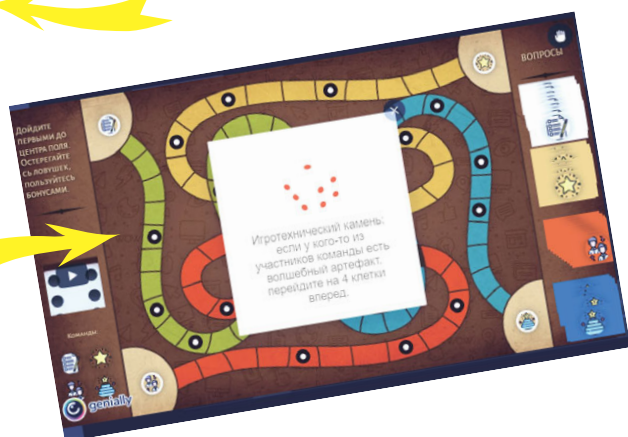 Дойдите
первыми до
центра поля.
Остерегайте
сь ловушек,
пользуйтесь
бонусами.
ВОПРОСЫ
Игротехнический камень:
если у кого-то из
участников команды есть
волшебный артефакт,
перейдите на 4 клетки
вперед.
Команды
genially